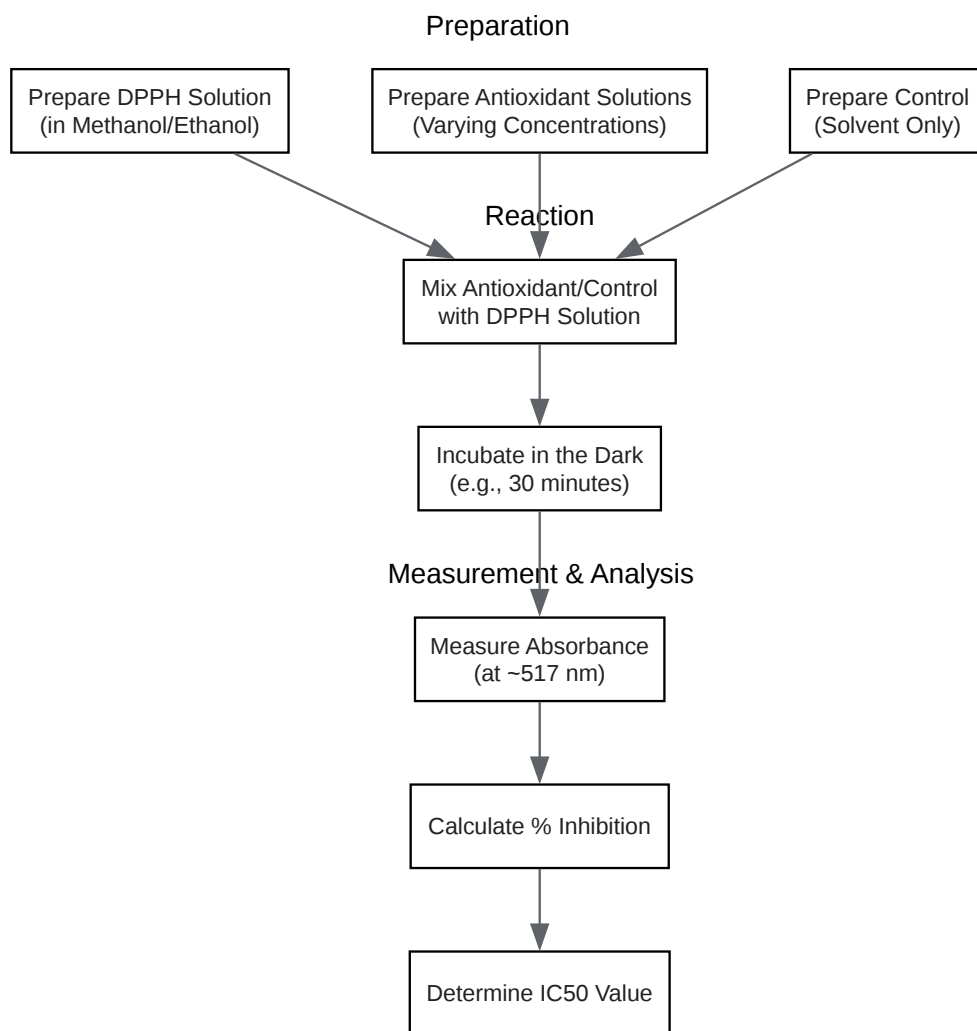 Preparation
Prepare DPPH Solution
(in Methanol/Ethanol)
Prepare Antioxidant Solutions
(Varying Concentrations)
Prepare Control
(Solvent Only)
Reaction
Mix Antioxidant/Control
with DPPH Solution
Incubate in the Dark
(e.g., 30 minutes)
Measurement & Analysis
Measure Absorbance
(at ~517 nm)
Calculate % Inhibition
Determine IC50 Value